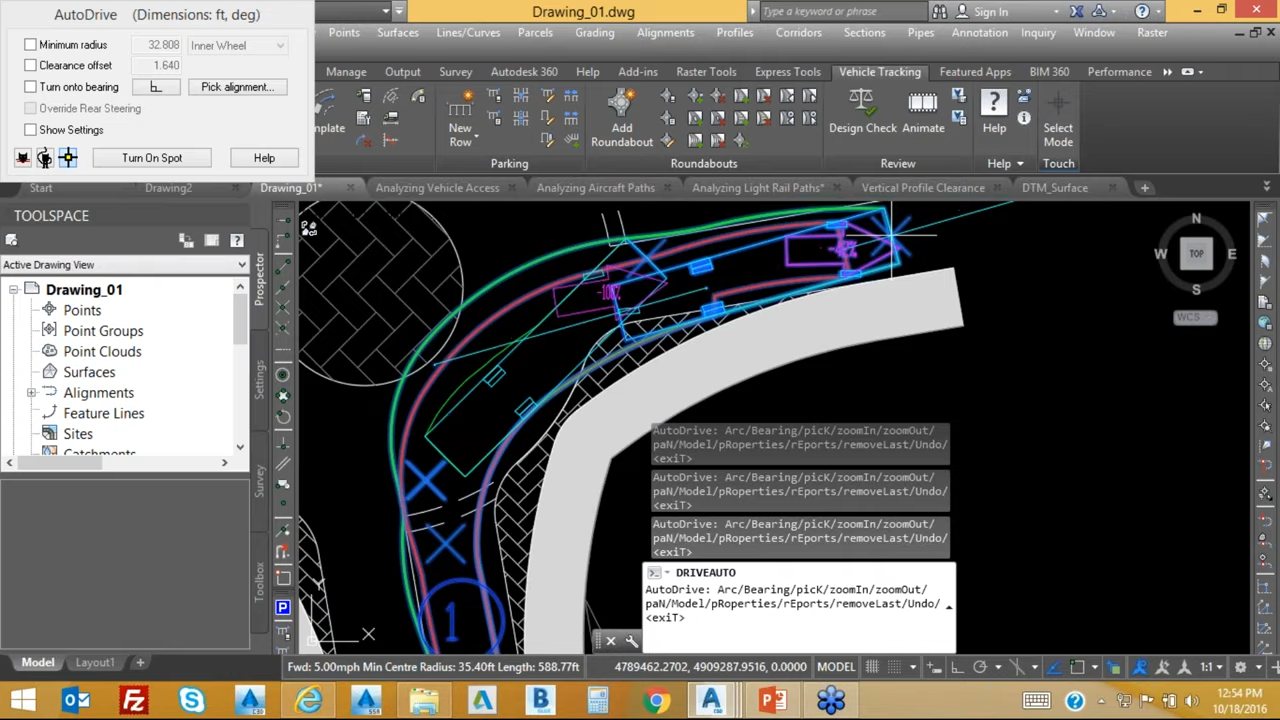 AutoDrive (Dimensions: ft, deg)
Minimum radius 32.808 Inner Wheel
Clearance offset 1.640
Turn onto bearing Pick alignment...
Override Rear Steering
Show Settings
Turn On Spot Help
Drawing_01.dwg
Type a keyword or phrase
Sign In
Points Surfaces Lines/Curves Parcels Grading Alignments Profiles Corridors Sections Pipes Annotation Inquiry Window Raster
Manage Output Survey Autodesk 360 Help Add-ins Raster Tools Express Tools Vehicle Tracking Featured Apps BIM 360 Performance
New
Parking
Add
Roundabout
Roundabouts
Design Check Animate
Review
Help
Help
Select
Mode
Touch
Start Drawing2 Drawing_01* Analyzing Vehicle Access Analyzing Aircraft Paths Analyzing Light Rail Paths* Vertical Profile Clearance DTM_Surface
TOOLSPACE
Active Drawing View
Drawing_01
Points
Point Groups
Point Clouds
Surfaces
Alignments
Feature Lines
Sites
Catchments
Prospector
Settings
Survey
Toolbox
N
W TOP E
S
WCS
-100%
1
Y
AutoDrive: Arc/Bearing/picK/zoomIn/zoomOut/
paN/Model/pRoperties/rEports/removeLast/Undo/
<exiT>
AutoDrive: Arc/Bearing/picK/zoomIn/zoomOut/
paN/Model/pRoperties/rEports/removeLast/Undo/
<exiT>
AutoDrive: Arc/Bearing/picK/zoomIn/zoomOut/
paN/Model/pRoperties/rEports/removeLast/Undo/
<exiT>
DRIVEAUTO
AutoDrive: Arc/Bearing/picK/zoomIn/zoomOut/
paN/Model/pRoperties/rEports/removeLast/Undo/
<exiT>
Model Layout1
Fwd: 5.00mph Min Centre Radius: 35.40ft Length: 588.77ft 4789462.2702, 4909287.9516, 0.0000 MODEL 1:1
12:54 PM
10/18/2016